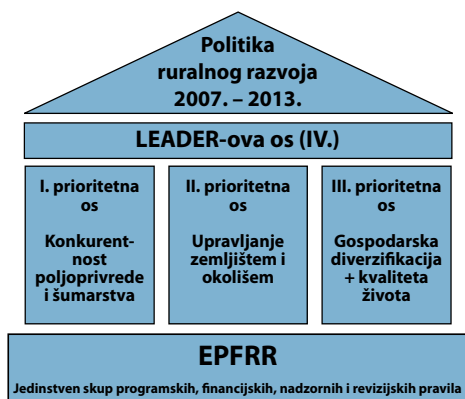 Politika
ruralnog razvoja
2007. – 2013.
LEADER-ova os (IV.)
I. prioritetna
os
Konkurent-
nost
poljoprivrede
i šumarstva
II. prioritetna
os
Upravljanje
zemljištem i
okolišem
III. prioritetna
os
Gospodarska
diverzifikacija
+ kvaliteta
života
EPFRR
Jedinstven skup programskih, financijskih, nadzornih i revizijskih pravila